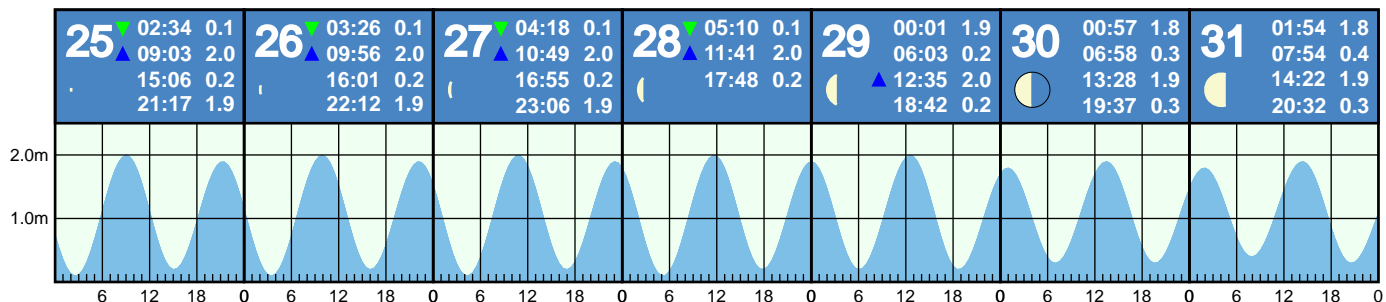 25
▼ 02:34 0.1
▲ 09:03 2.0
15:06 0.2
21:17 1.9
26
▼ 03:26 0.1
▲ 09:56 2.0
16:01 0.2
22:12 1.9
27
▼ 04:18 0.1
▲ 10:49 2.0
16:55 0.2
23:06 1.9
28
▼ 05:10 0.1
▲ 11:41 2.0
17:48 0.2
29
00:01 1.9
06:03 0.2
▲ 12:35 2.0
18:42 0.2
30
00:57 1.8
06:58 0.3
13:28 1.9
19:37 0.3
31
01:54 1.8
07:54 0.4
14:22 1.9
20:32 0.3
2.0m
1.0m
6 12 18 0 6 12 18 0 6 12 18 0 6 12 18 0 6 12 18 0 6 12 18 0 6 12 18 0